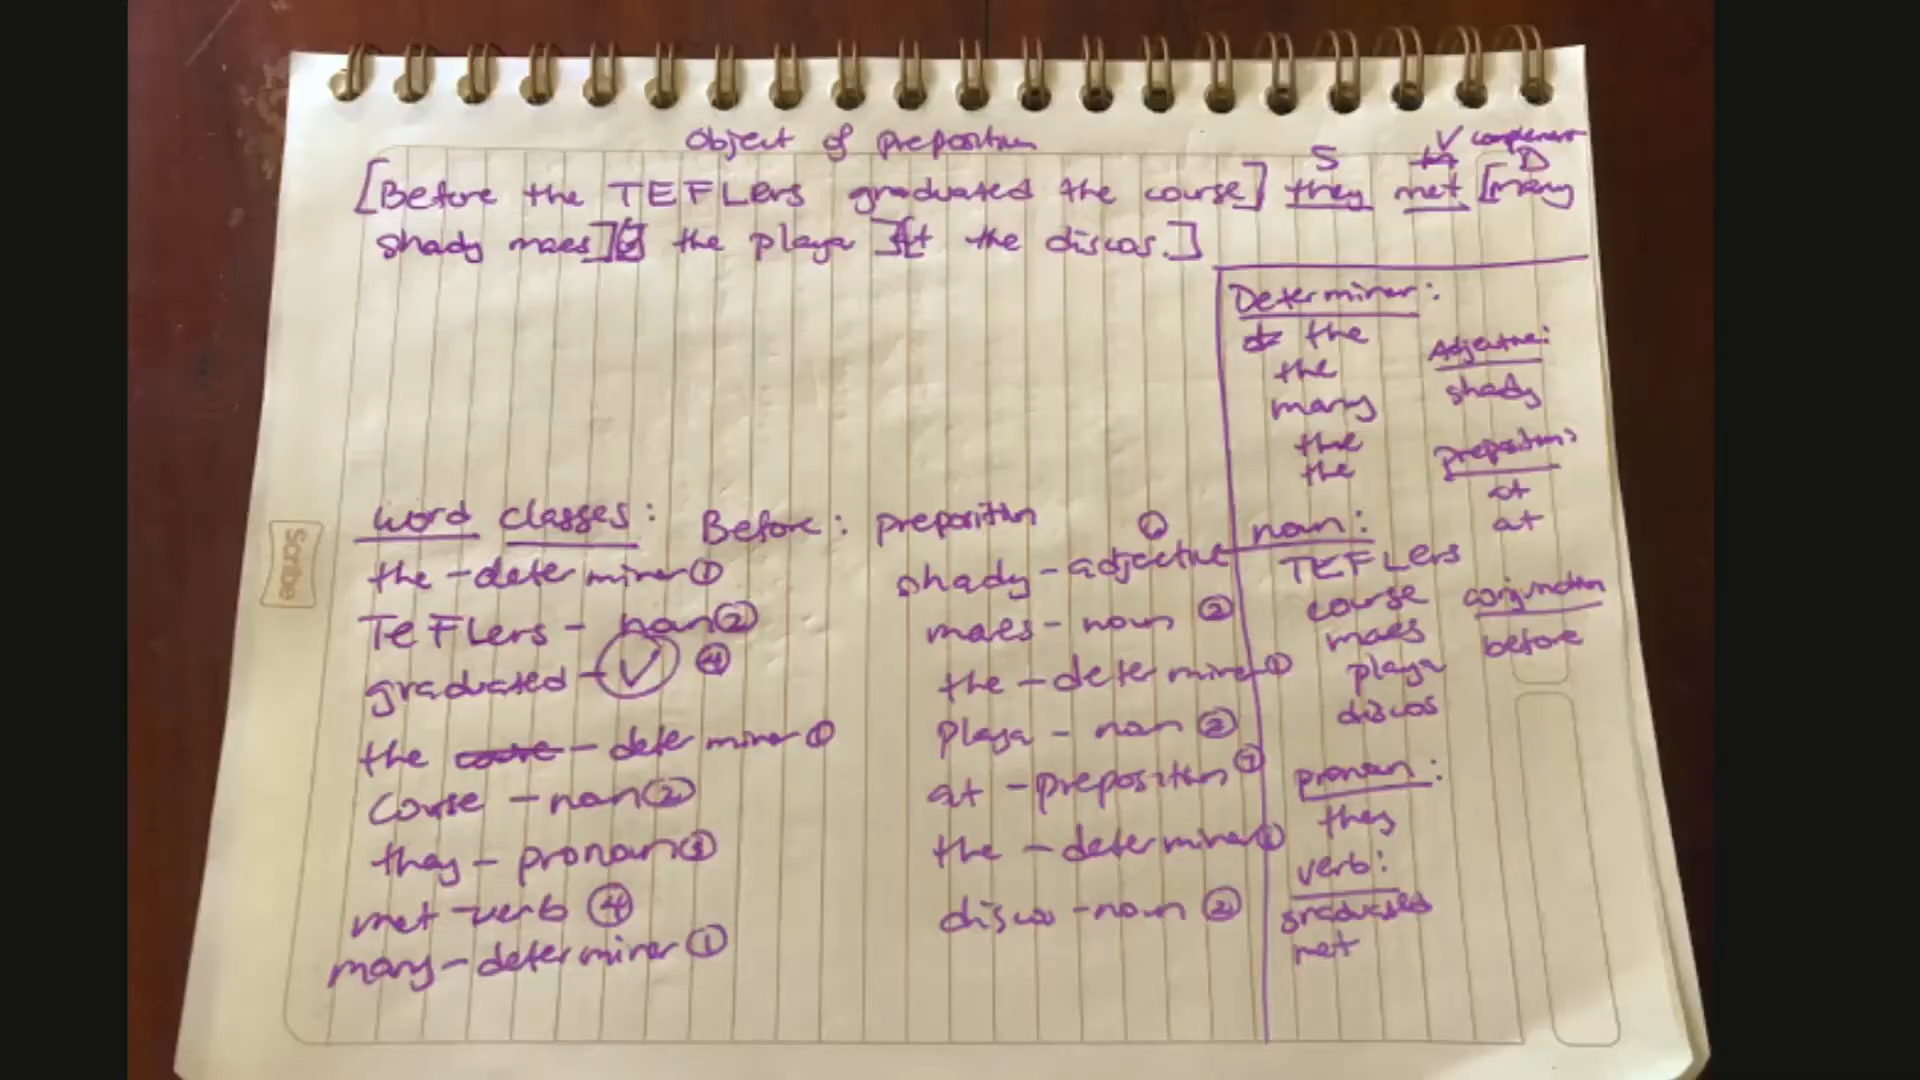 Object of preposition
S V complement
D
[Before the TEFLers graduated the course] they met [many
shady maes][@ the playa][at the discos.]
Determiner:
the
the
many
the
the
Adjective:
shady
Preposition:
at
at
noun:
TEFLers
course
maes
playa
discos
conjunction
before
pronoun:
they
verb:
graduated
met
word classes: Before: preposition
the - determiner ①
TEFLers - noun ②
graduated - V ④
the course - determiner ①
course - noun ②
they - pronoun ③
met - verb ④
many - determiner ①
shady - adjective
maes - noun ②
the - determiner ①
playa - noun ②
at - preposition
the - determiner ①
discos - noun ②
Scribe